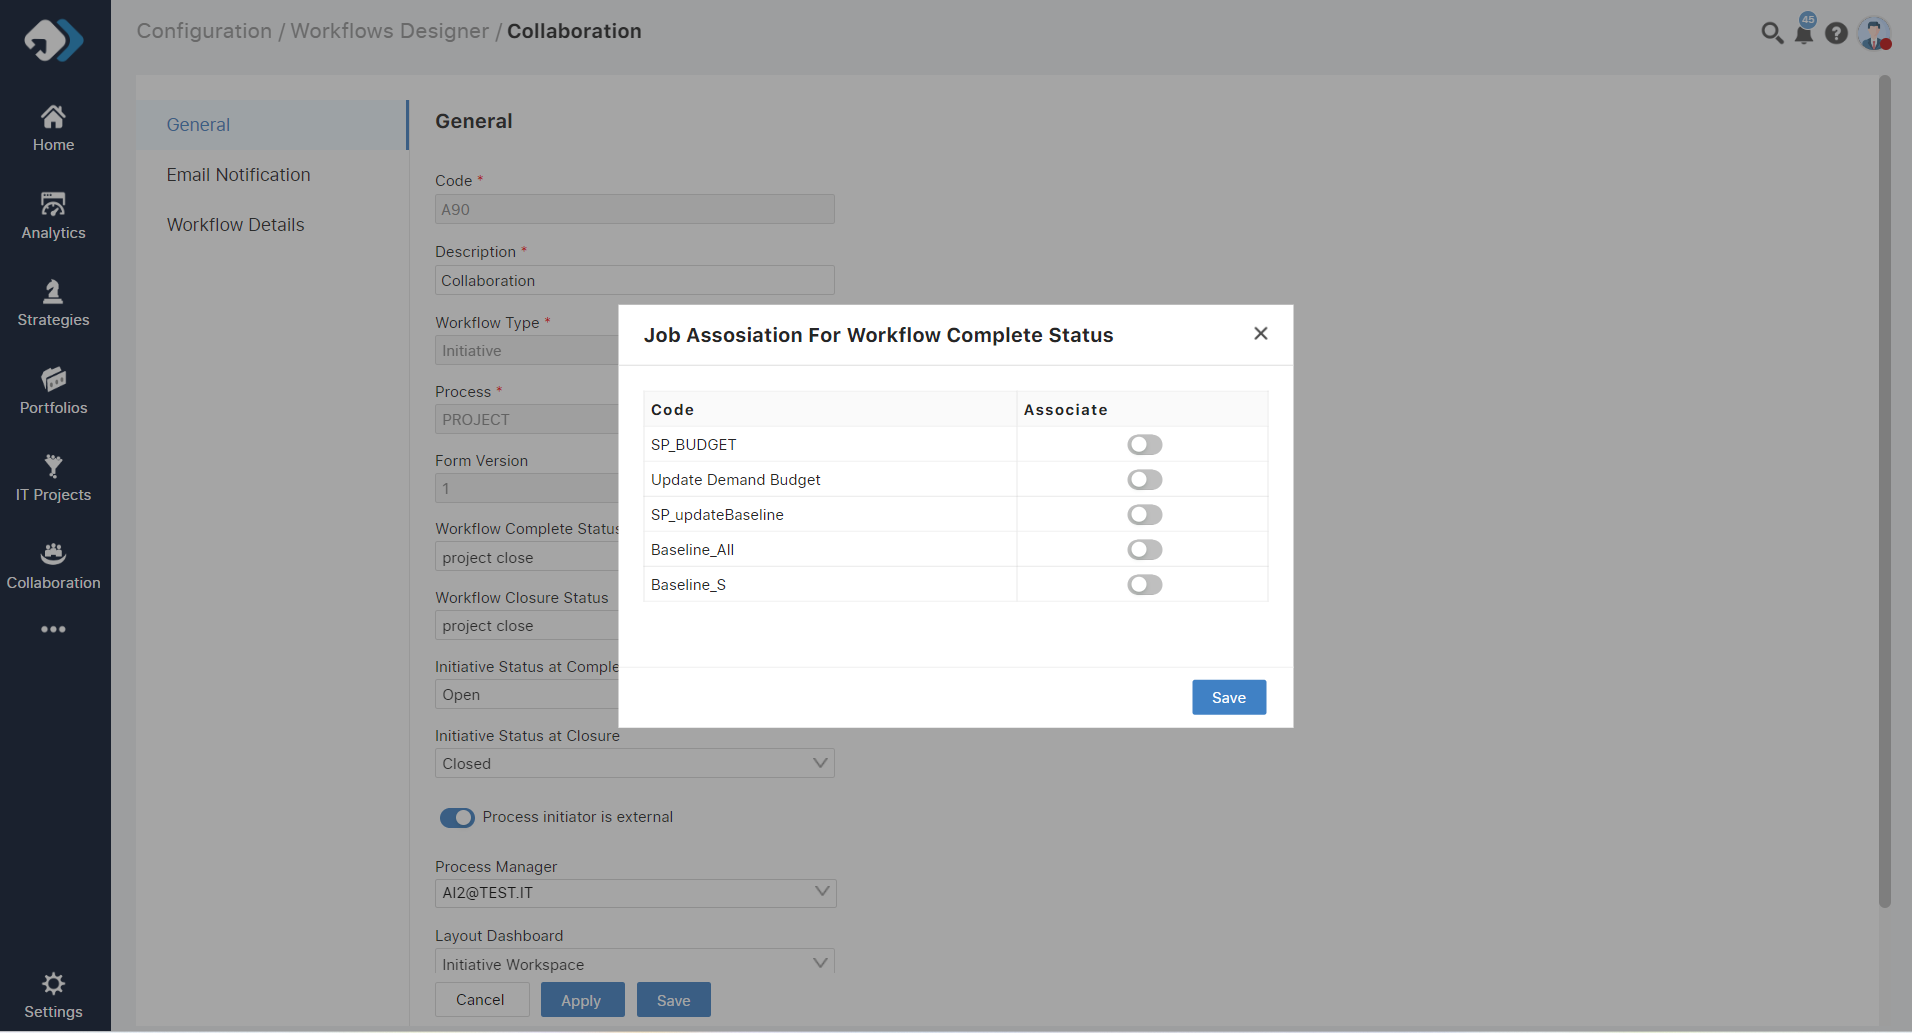 Configuration / Workflows Designer / Collaboration
45
Home
Analytics
Strategies
Portfolios
IT Projects
Collaboration
Settings
General
Email Notification
Workflow Details
General
Code *
A90
Description *
Collaboration
Workflow Type *
Initiative
Process *
PROJECT
Form Version
1
Workflow Complete Status
project close
Workflow Closure Status
project close
Initiative Status at Comple
Open
Initiative Status at Closure
Closed
Process initiator is external
Process Manager
AI2@TEST.IT
Layout Dashboard
Initiative Workspace
Cancel
Apply
Save
Job Assosiation For Workflow Complete Status
Code Associate
SP_BUDGET
Update Demand Budget
SP_updateBaseline
Baseline_All
Baseline_S
Save